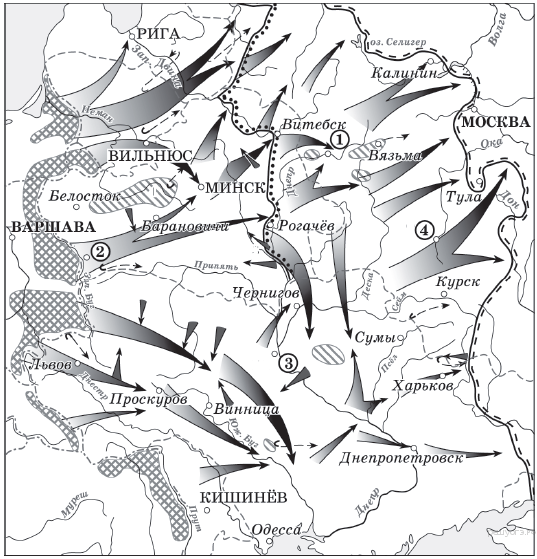 РИГА
оз. Селигер
Волга
Зап. Двина
Калинин
Неман
Витебск
1
МОСКВА
Вязьма
Ока
ВИЛЬНЮС
МИНСК
Днепр
Белосток
Тула
Дон
Барановичи
Рогачёв
4
ВАРШАВА
2
Припять
Зап. Буг
Десна
Сейм
Курск
Чернигов
Сумы
3
Псёл
Львов
Днестр
Харьков
Проскуров
Винница
Юж. Буг
Днепропетровск
КИШИНЁВ
Муреш
Прут
Днепр
Одесса